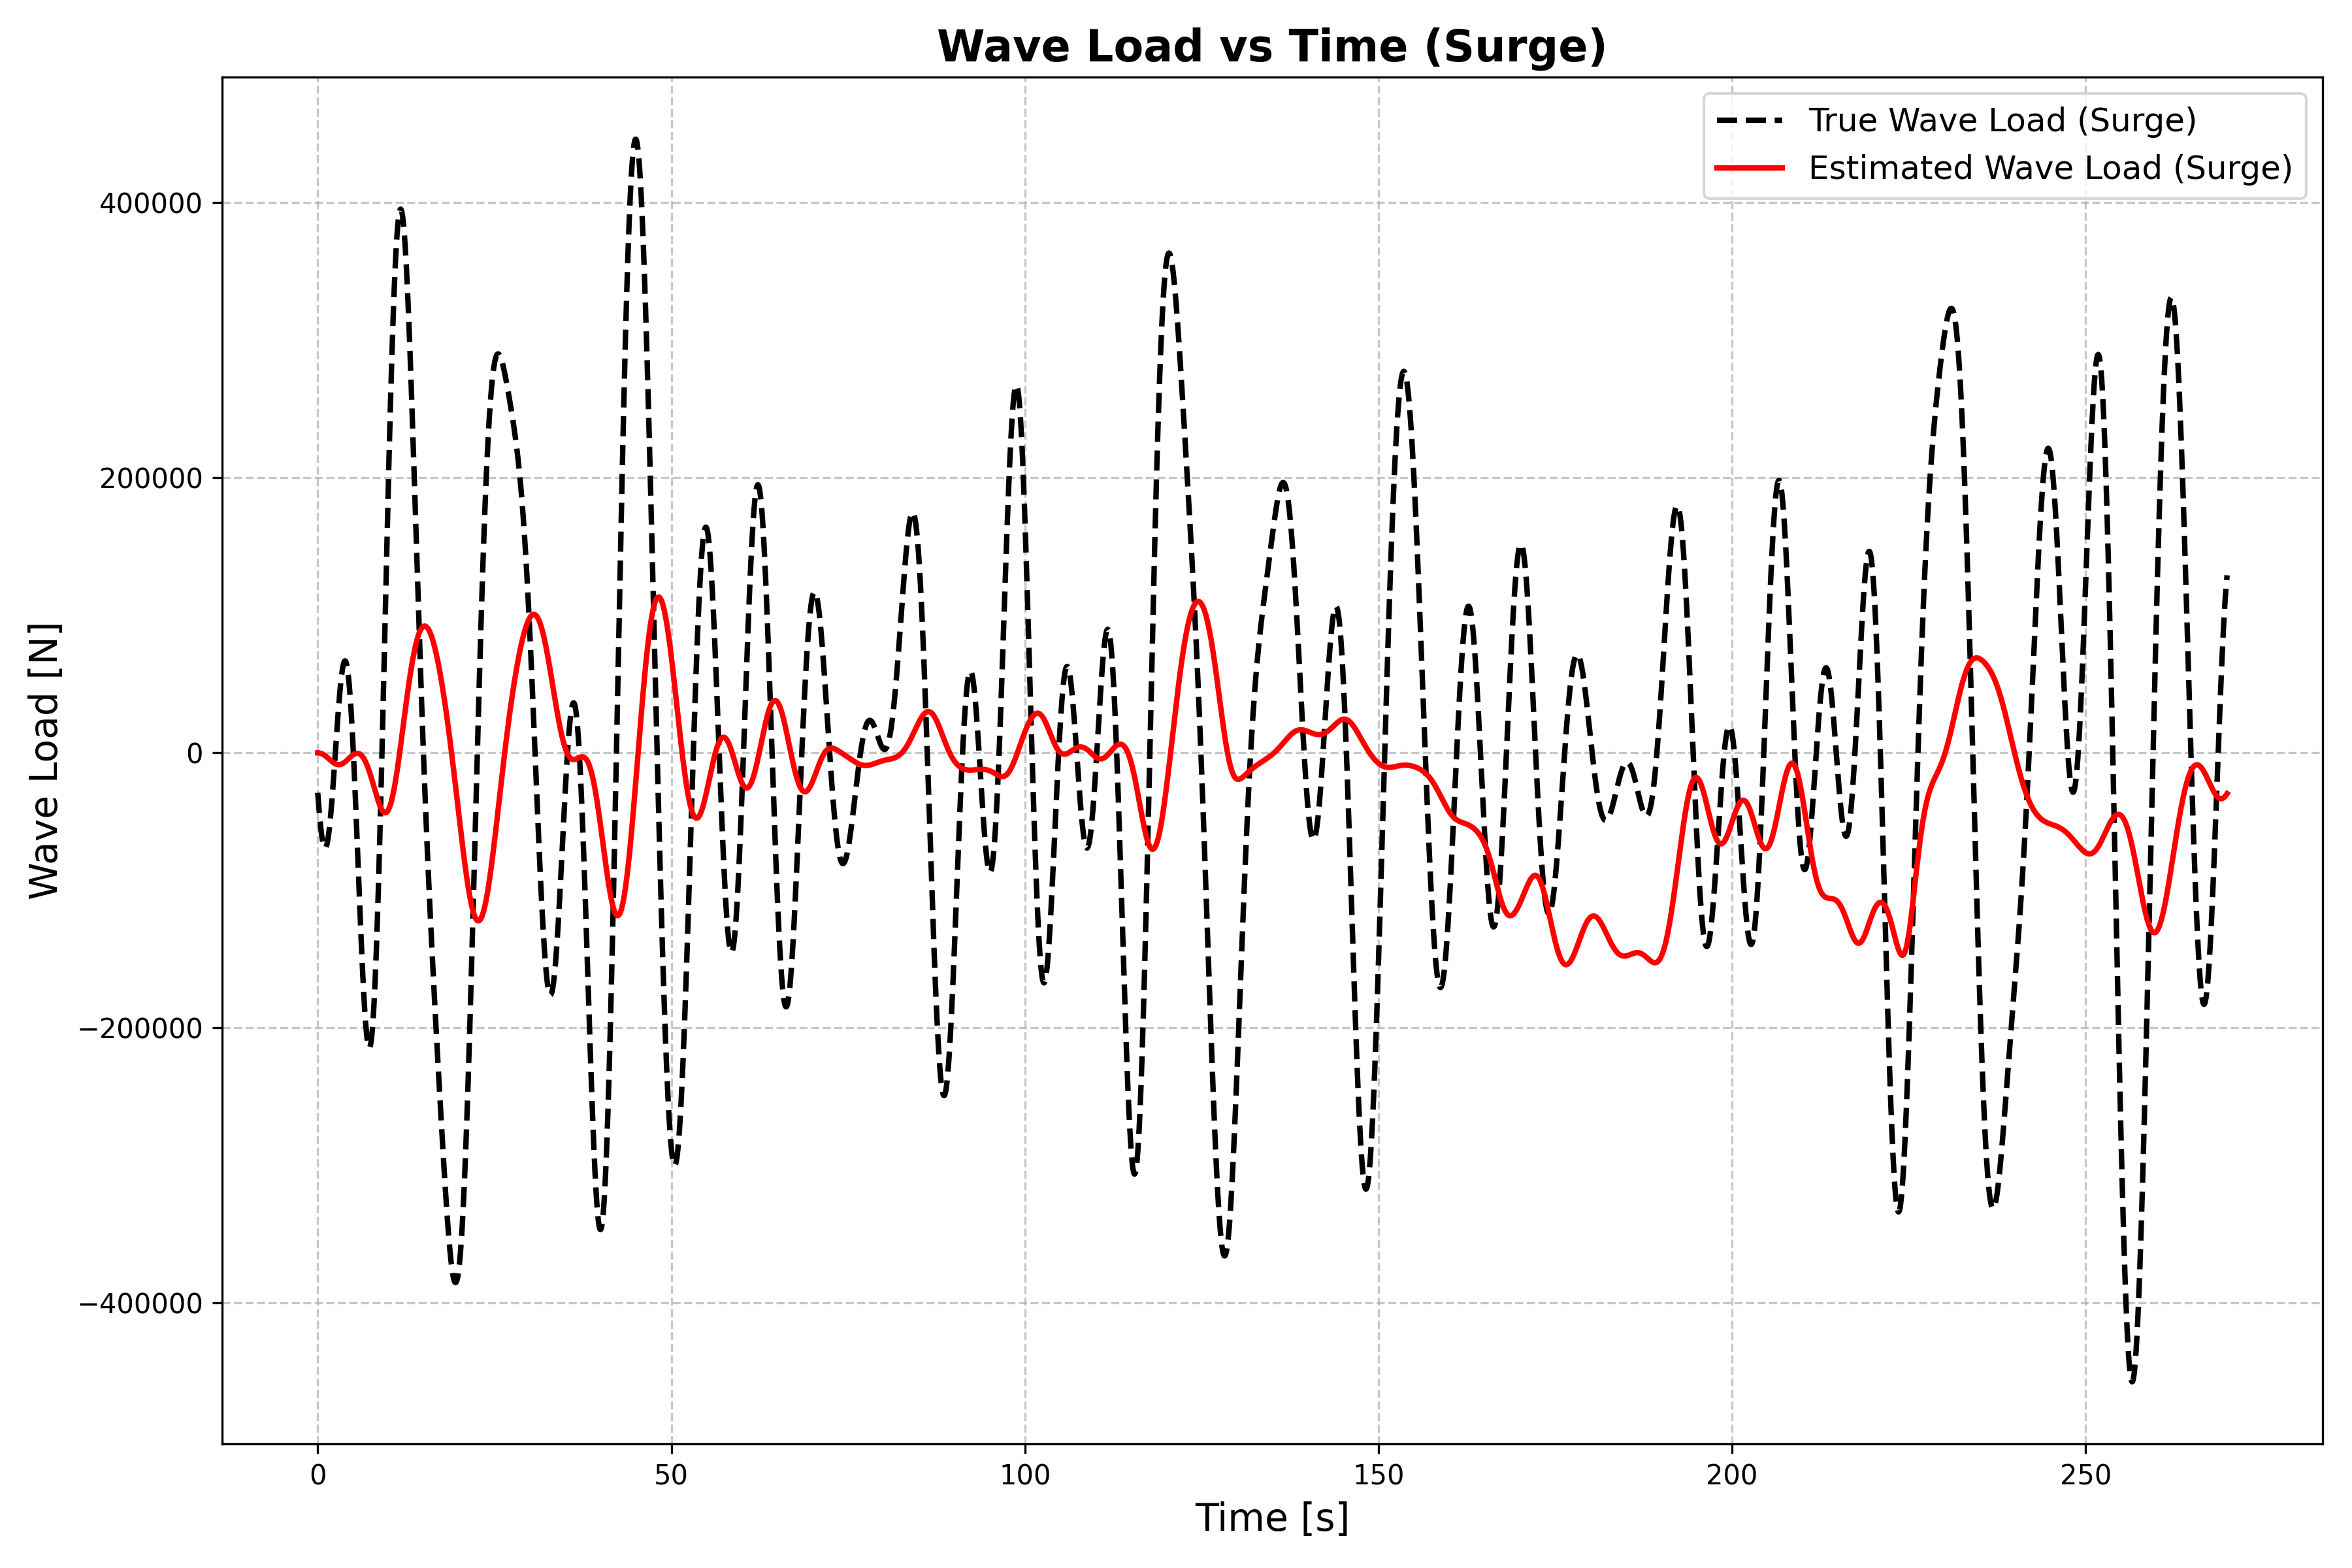 Wave Load vs Time (Surge)
True Wave Load (Surge)
Estimated Wave Load (Surge)
Wave Load [N]
400000
200000
0
−200000
−400000
0 50 100 150 200 250
Time [s]